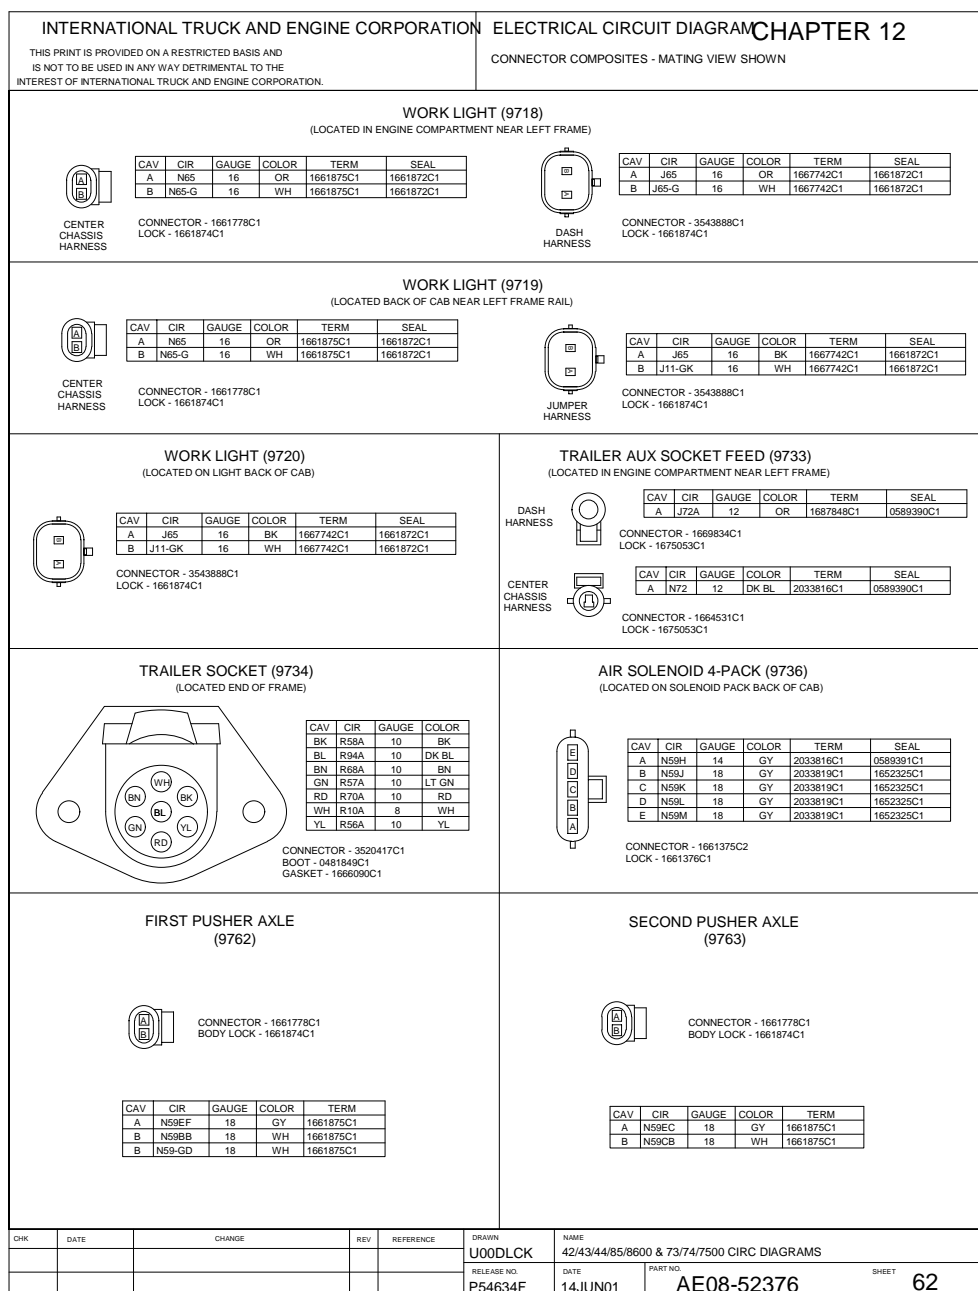 INTERNATIONAL TRUCK AND ENGINE CORPORATION
THIS PRINT IS PROVIDED ON A RESTRICTED BASIS AND
IS NOT TO BE USED IN ANY WAY DETRIMENTAL TO THE
INTEREST OF INTERNATIONAL TRUCK AND ENGINE CORPORATION.
ELECTRICAL CIRCUIT DIAGRAM CHAPTER 12
CONNECTOR COMPOSITES - MATING VIEW SHOWN
WORK LIGHT (9718)
(LOCATED IN ENGINE COMPARTMENT NEAR LEFT FRAME)
A
B
CENTER
CHASSIS
HARNESS
CAV CIR GAUGE COLOR TERM SEAL
A N65 16 OR 1661875C1 1661872C1
B N65-G 16 WH 1661875C1 1661872C1
CONNECTOR - 1661778C1
LOCK - 1661874C1
B
A
DASH
HARNESS
CAV CIR GAUGE COLOR TERM SEAL
A J65 16 OR 1667742C1 1661872C1
B J65-G 16 WH 1667742C1 1661872C1
CONNECTOR - 3543888C1
LOCK - 1661874C1
WORK LIGHT (9719)
(LOCATED BACK OF CAB NEAR LEFT FRAME RAIL)
A
B
CENTER
CHASSIS
HARNESS
CAV CIR GAUGE COLOR TERM SEAL
A N65 16 OR 1661875C1 1661872C1
B N65-G 16 WH 1661875C1 1661872C1
CONNECTOR - 1661778C1
LOCK - 1661874C1
B
A
JUMPER
HARNESS
CAV CIR GAUGE COLOR TERM SEAL
A J65 16 BK 1667742C1 1661872C1
B J11-GK 16 WH 1667742C1 1661872C1
CONNECTOR - 3543888C1
LOCK - 1661874C1
WORK LIGHT (9720)
(LOCATED ON LIGHT BACK OF CAB)
B
A
CAV CIR GAUGE COLOR TERM SEAL
A J65 16 BK 1667742C1 1661872C1
B J11-GK 16 WH 1667742C1 1661872C1
CONNECTOR - 3543888C1
LOCK - 1661874C1
TRAILER AUX SOCKET FEED (9733)
(LOCATED IN ENGINE COMPARTMENT NEAR LEFT FRAME)
DASH
HARNESS
CAV CIR GAUGE COLOR TERM SEAL
A J72A 12 OR 1687848C1 0589390C1
CONNECTOR - 1669834C1
LOCK - 1675053C1
CENTER
CHASSIS
HARNESS
CAV CIR GAUGE COLOR TERM SEAL
A N72 12 DK BL 2033816C1 0589390C1
CONNECTOR - 1664531C1
LOCK - 1675053C1
TRAILER SOCKET (9734)
(LOCATED END OF FRAME)
WH
BN BK
BL
GN YL
RD
CAV CIR GAUGE COLOR
BK R58A 10 BK
BL R94A 10 DK BL
BN R68A 10 BN
GN R57A 10 LT GN
RD R70A 10 RD
WH R10A 8 WH
YL R56A 10 YL
CONNECTOR - 3520417C1
BOOT - 0481849C1
GASKET - 1666090C1
AIR SOLENOID 4-PACK (9736)
(LOCATED ON SOLENOID PACK BACK OF CAB)
E
D
C
B
A
CAV CIR GAUGE COLOR TERM SEAL
A N59H 14 GY 2033816C1 0589391C1
B N59J 18 GY 2033819C1 1652325C1
C N59K 18 GY 2033819C1 1652325C1
D N59L 18 GY 2033819C1 1652325C1
E N59M 18 GY 2033819C1 1652325C1
CONNECTOR - 1661375C2
LOCK - 1661376C1
FIRST PUSHER AXLE
(9762)
A
B
CONNECTOR - 1661778C1
BODY LOCK - 1661874C1
CAV CIR GAUGE COLOR TERM
A N59EF 18 GY 1661875C1
B N59BB 18 WH 1661875C1
B N59-GD 18 WH 1661875C1
SECOND PUSHER AXLE
(9763)
A
B
CONNECTOR - 1661778C1
BODY LOCK - 1661874C1
CAV CIR GAUGE COLOR TERM
A N59EC 18 GY 1661875C1
B N59CB 18 WH 1661875C1
CHK DATE CHANGE REV REFERENCE
DRAWN
U00DLCK
NAME
42/43/44/85/8600 & 73/74/7500 CIRC DIAGRAMS
RELEASE NO.
P54634F
DATE
14JUN01
PART NO.
AE08-52376
SHEET 62